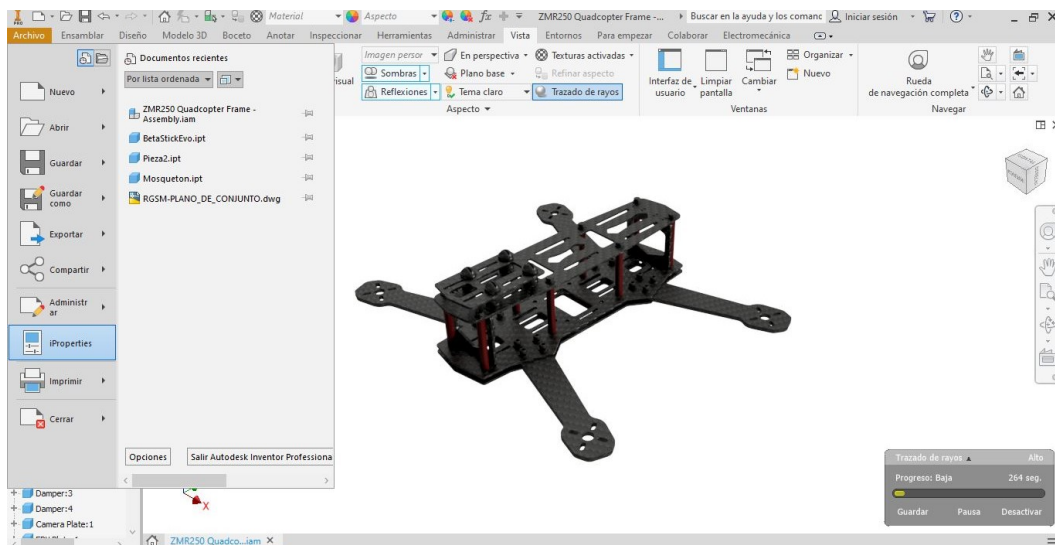 PRO
Material
Aspecto
fx
ZMR250 Quadcopter Frame -...
Buscar en la ayuda y los comanc
Iniciar sesión
Archivo Ensamblar Diseño Modelo 3D Boceto Anotar Inspeccionar Herramientas Administrar Vista Entornos Para empezar Colaborar Electromecánica
Documentos recientes
Por lista ordenada
ZMR250 Quadcopter Frame -
Assembly.iam
BetaStickEvo.ipt
Pieza2.ipt
Mosqueton.ipt
RGSM-PLANO_DE_CONJUNTO.dwg
Nuevo
Abrir
Guardar
Guardar
como
Exportar
Compartir
Administr
ar
iProperties
Imprimir
Cerrar
Opciones
Salir Autodesk Inventor Professiona
isual
Imagen persor
Sombras
Reflexiones
En perspectiva
Plano base
Tema claro
Texturas activadas
Refinar aspecto
Trazado de rayos
Aspecto
Interfaz de
usuario
Limpiar
pantalla
Cambiar
Organizar
Nuevo
Ventanas
Rueda
de navegación completa
Navegar
Trazado de rayos Alto
Progreso: Baja 264 seg.
Guardar Pausa Desactivar
Damper:3
Damper:4
Camera Plate:1
X
ZMR250 Quadco...iam